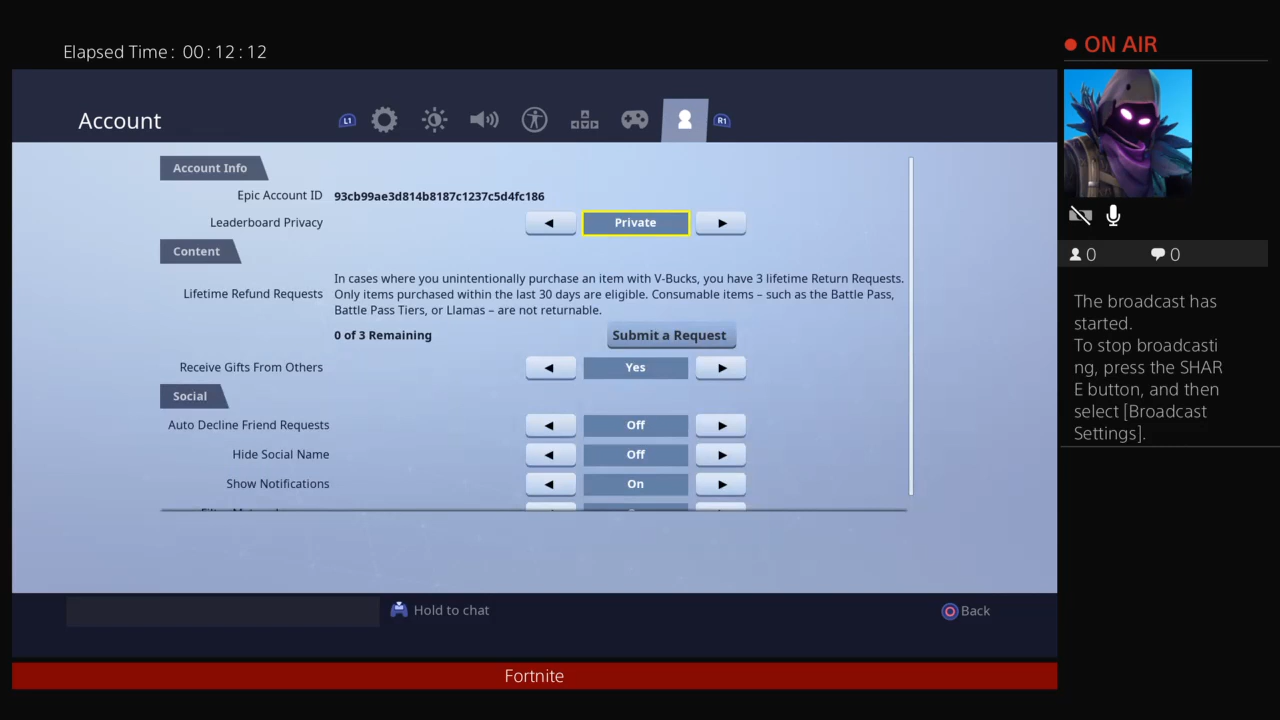 Elapsed Time: 00:12:12
ON AIR
Account
L1
R1
Account Info
Epic Account ID 93cb99ae3d814b8187c1237c5d4fc186
Leaderboard Privacy Private
Content
In cases where you unintentionally purchase an item with V-Bucks, you have 3 lifetime Return Requests.
Lifetime Refund Requests Only items purchased within the last 30 days are eligible. Consumable items – such as the Battle Pass,
Battle Pass Tiers, or Llamas – are not returnable.
0 of 3 Remaining Submit a Request
Receive Gifts From Others Yes
Social
Auto Decline Friend Requests Off
Hide Social Name Off
Show Notifications On
Hold to chat
Back
Fortnite
0 0
The broadcast has
started.
To stop broadcasti
ng, press the SHAR
E button, and then
select [Broadcast
Settings].